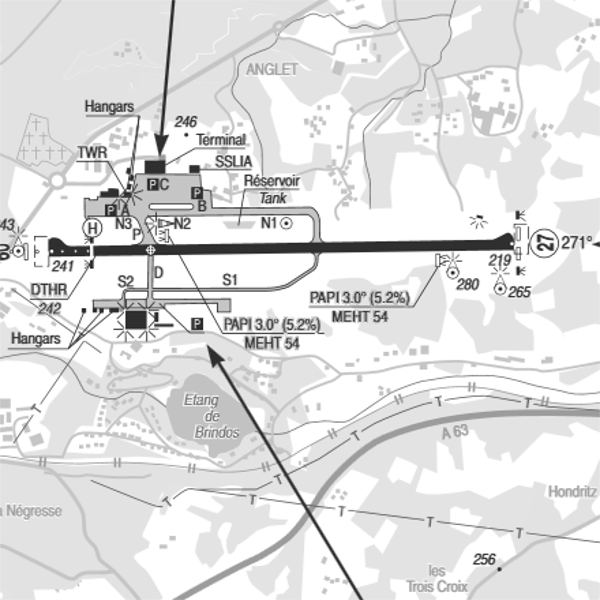 ANGLET
Hangars
246
Terminal
TWR
SSLIA
P C
P
Réservoir
Tank
P A
B
N3
P
N2
N1
H
43
09
241
27
271°
219
D
DTHR
242
S2
S1
280
265
PAPI 3.0° (5.2%)
MEHT 54
PAPI 3.0° (5.2%)
MEHT 54
P
Hangars
Etang
de
Brindos
T
T
T
T
A 63
T
T
T
T
T
T
Hondritz
a Négresse
256
les
Trois Croix